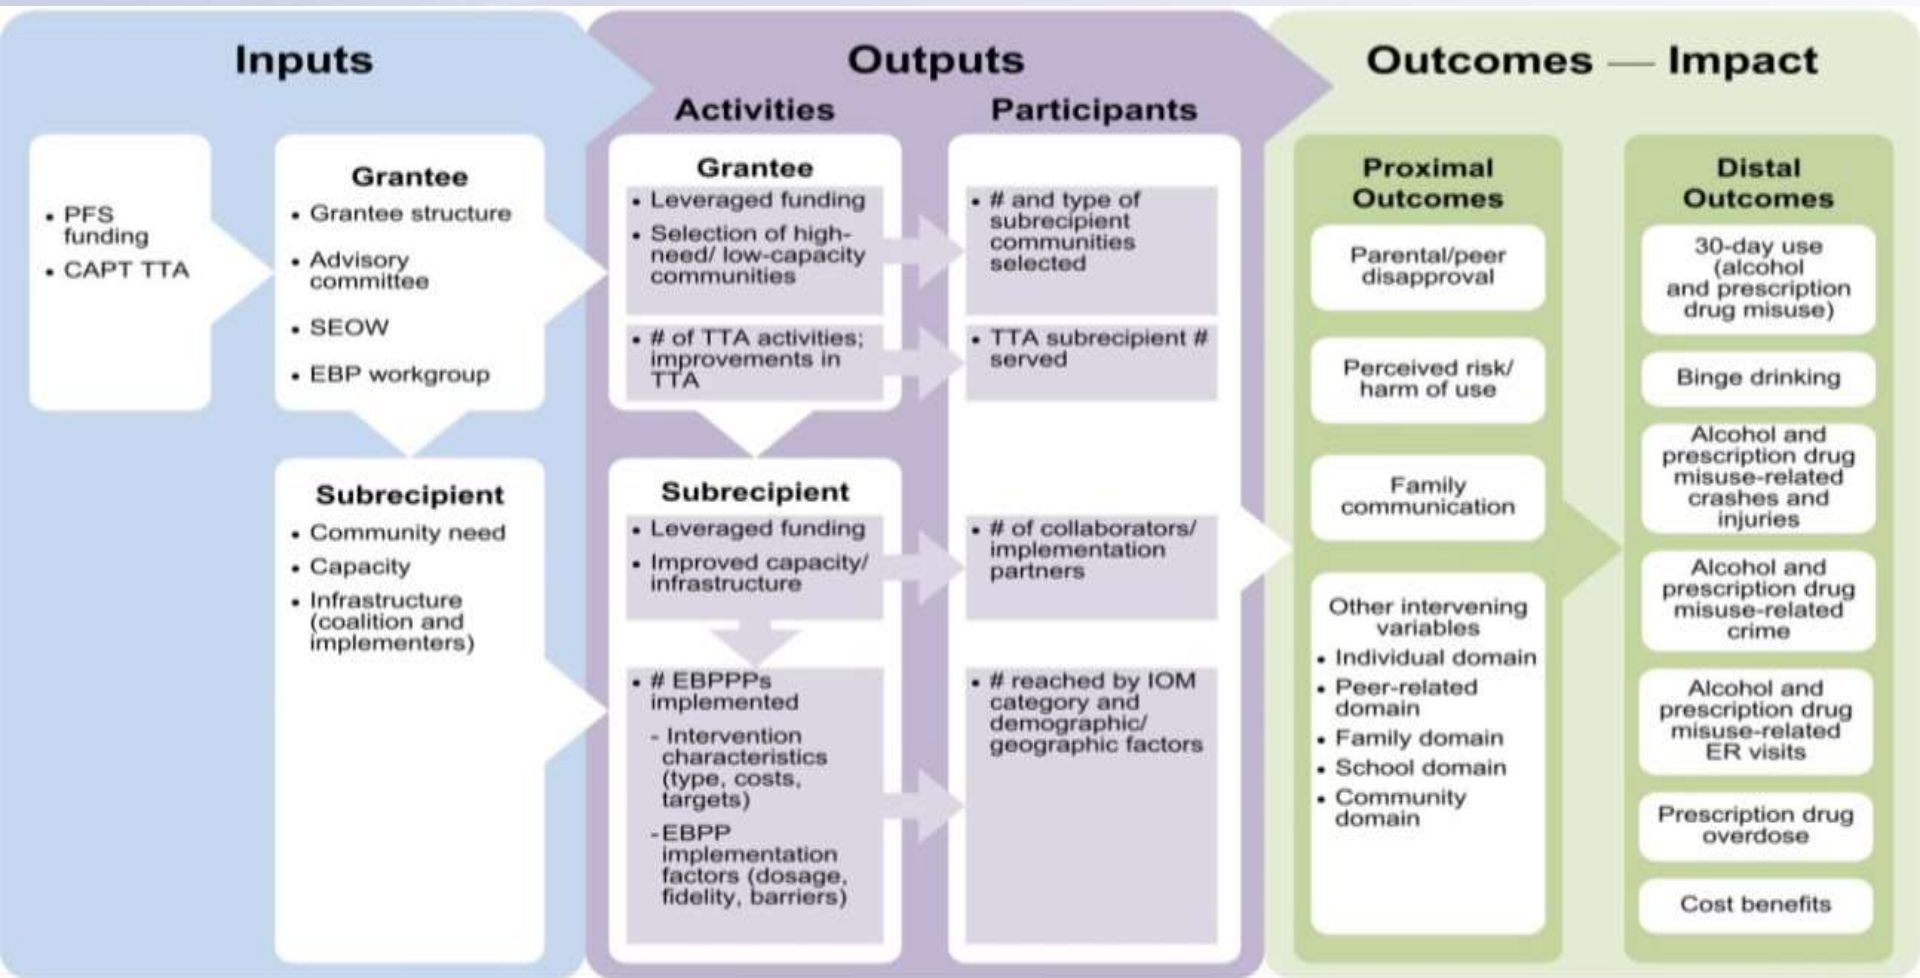 Inputs
• PFS
funding
• CAPT TTA
Grantee
• Grantee structure
• Advisory
committee
• SEOW
• EBP workgroup
Subrecipient
• Community need
• Capacity
• Infrastructure
(coalition and
implementers)
Outputs
Activities
Grantee
• Leveraged funding
• Selection of high-
need/ low-capacity
communities
• # of TTA activities;
improvements in
TTA
Subrecipient
• Leveraged funding
• Improved capacity/
infrastructure
• # EBPPPs
implemented
- Intervention
characteristics
(type, costs,
targets)
-EBPP
implementation
factors (dosage,
fidelity, barriers)
Participants
• # and type of
subrecipient
communities
selected
• TTA subrecipient #
served
• # of collaborators/
implementation
partners
• # reached by IOM
category and
demographic/
geographic factors
Outcomes — Impact
Proximal
Outcomes
Parental/peer
disapproval
Perceived risk/
harm of use
Family
communication
Other intervening
variables
• Individual domain
• Peer-related
domain
• Family domain
• School domain
• Community
domain
Distal
Outcomes
30-day use
(alcohol
and prescription
drug misuse)
Binge drinking
Alcohol and
prescription drug
misuse-related
crashes and
injuries
Alcohol and
prescription drug
misuse-related
crime
Alcohol and
prescription drug
misuse-related
ER visits
Prescription drug
overdose
Cost benefits